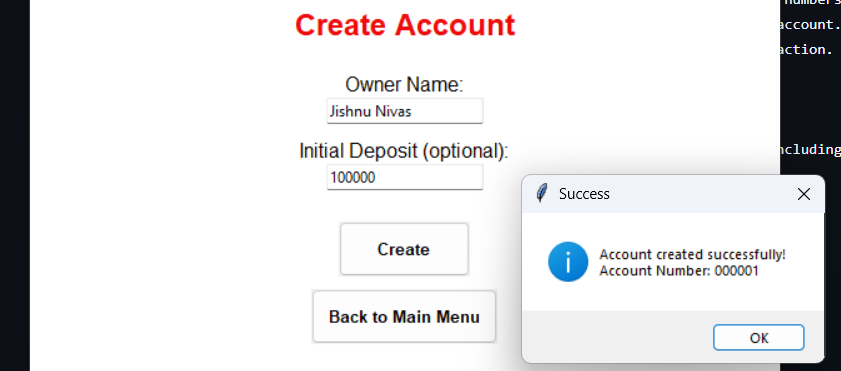 numbers
Create Account
account.
action.
Owner Name:
Jishnu Nivas
Initial Deposit (optional):
ncluding
100000
Success
Create
Account created successfully!
Account Number: 000001
Back to Main Menu
OK